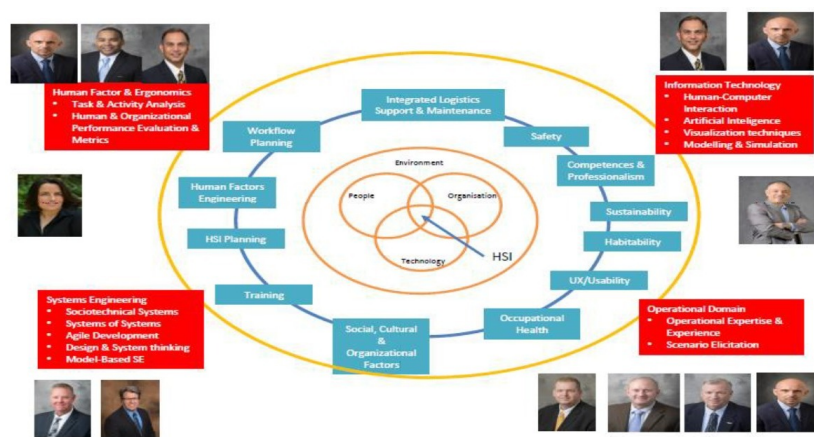 Human Factor & Ergonomics
• Task & Activity Analysis
• Human & Organizational
Performance Evaluation &
Metrics
Information Technology
• Human-Computer
Interaction
• Artificial Inteligence
• Visualization techniques
• Modelling & Simulation
Integrated Logistics
Support & Maintenance
Workflow
Planning
Safety
Competences &
Professionalism
Human Factors
Engineering
Sustainability
HSI Planning
Habitability
Training
UX/Usability
Occupational
Health
Social, Cultural
&
Organizational
Factors
Environment
People
Organisation
Technology
HSI
Systems Engineering
• Sociotechnical Systems
• Systems of Systems
• Agile Development
• Design & System thinking
• Model-Based SE
Operational Domain
• Operational Expertise &
Experience
• Scenario Elicitation